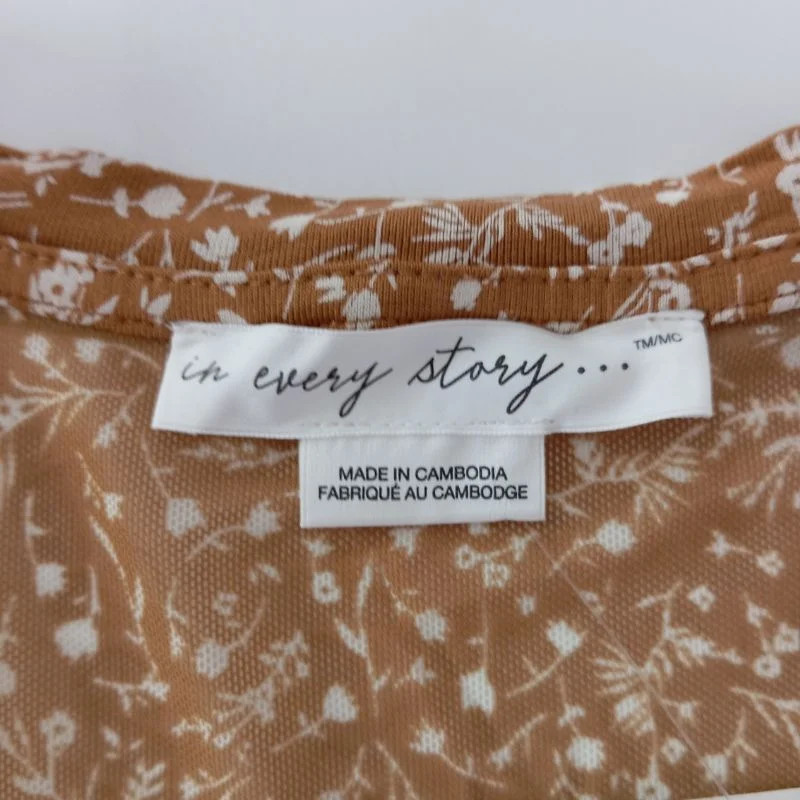 in every story... TM/MC
MADE IN CAMBODIA
FABRIQUÉ AU CAMBODGE